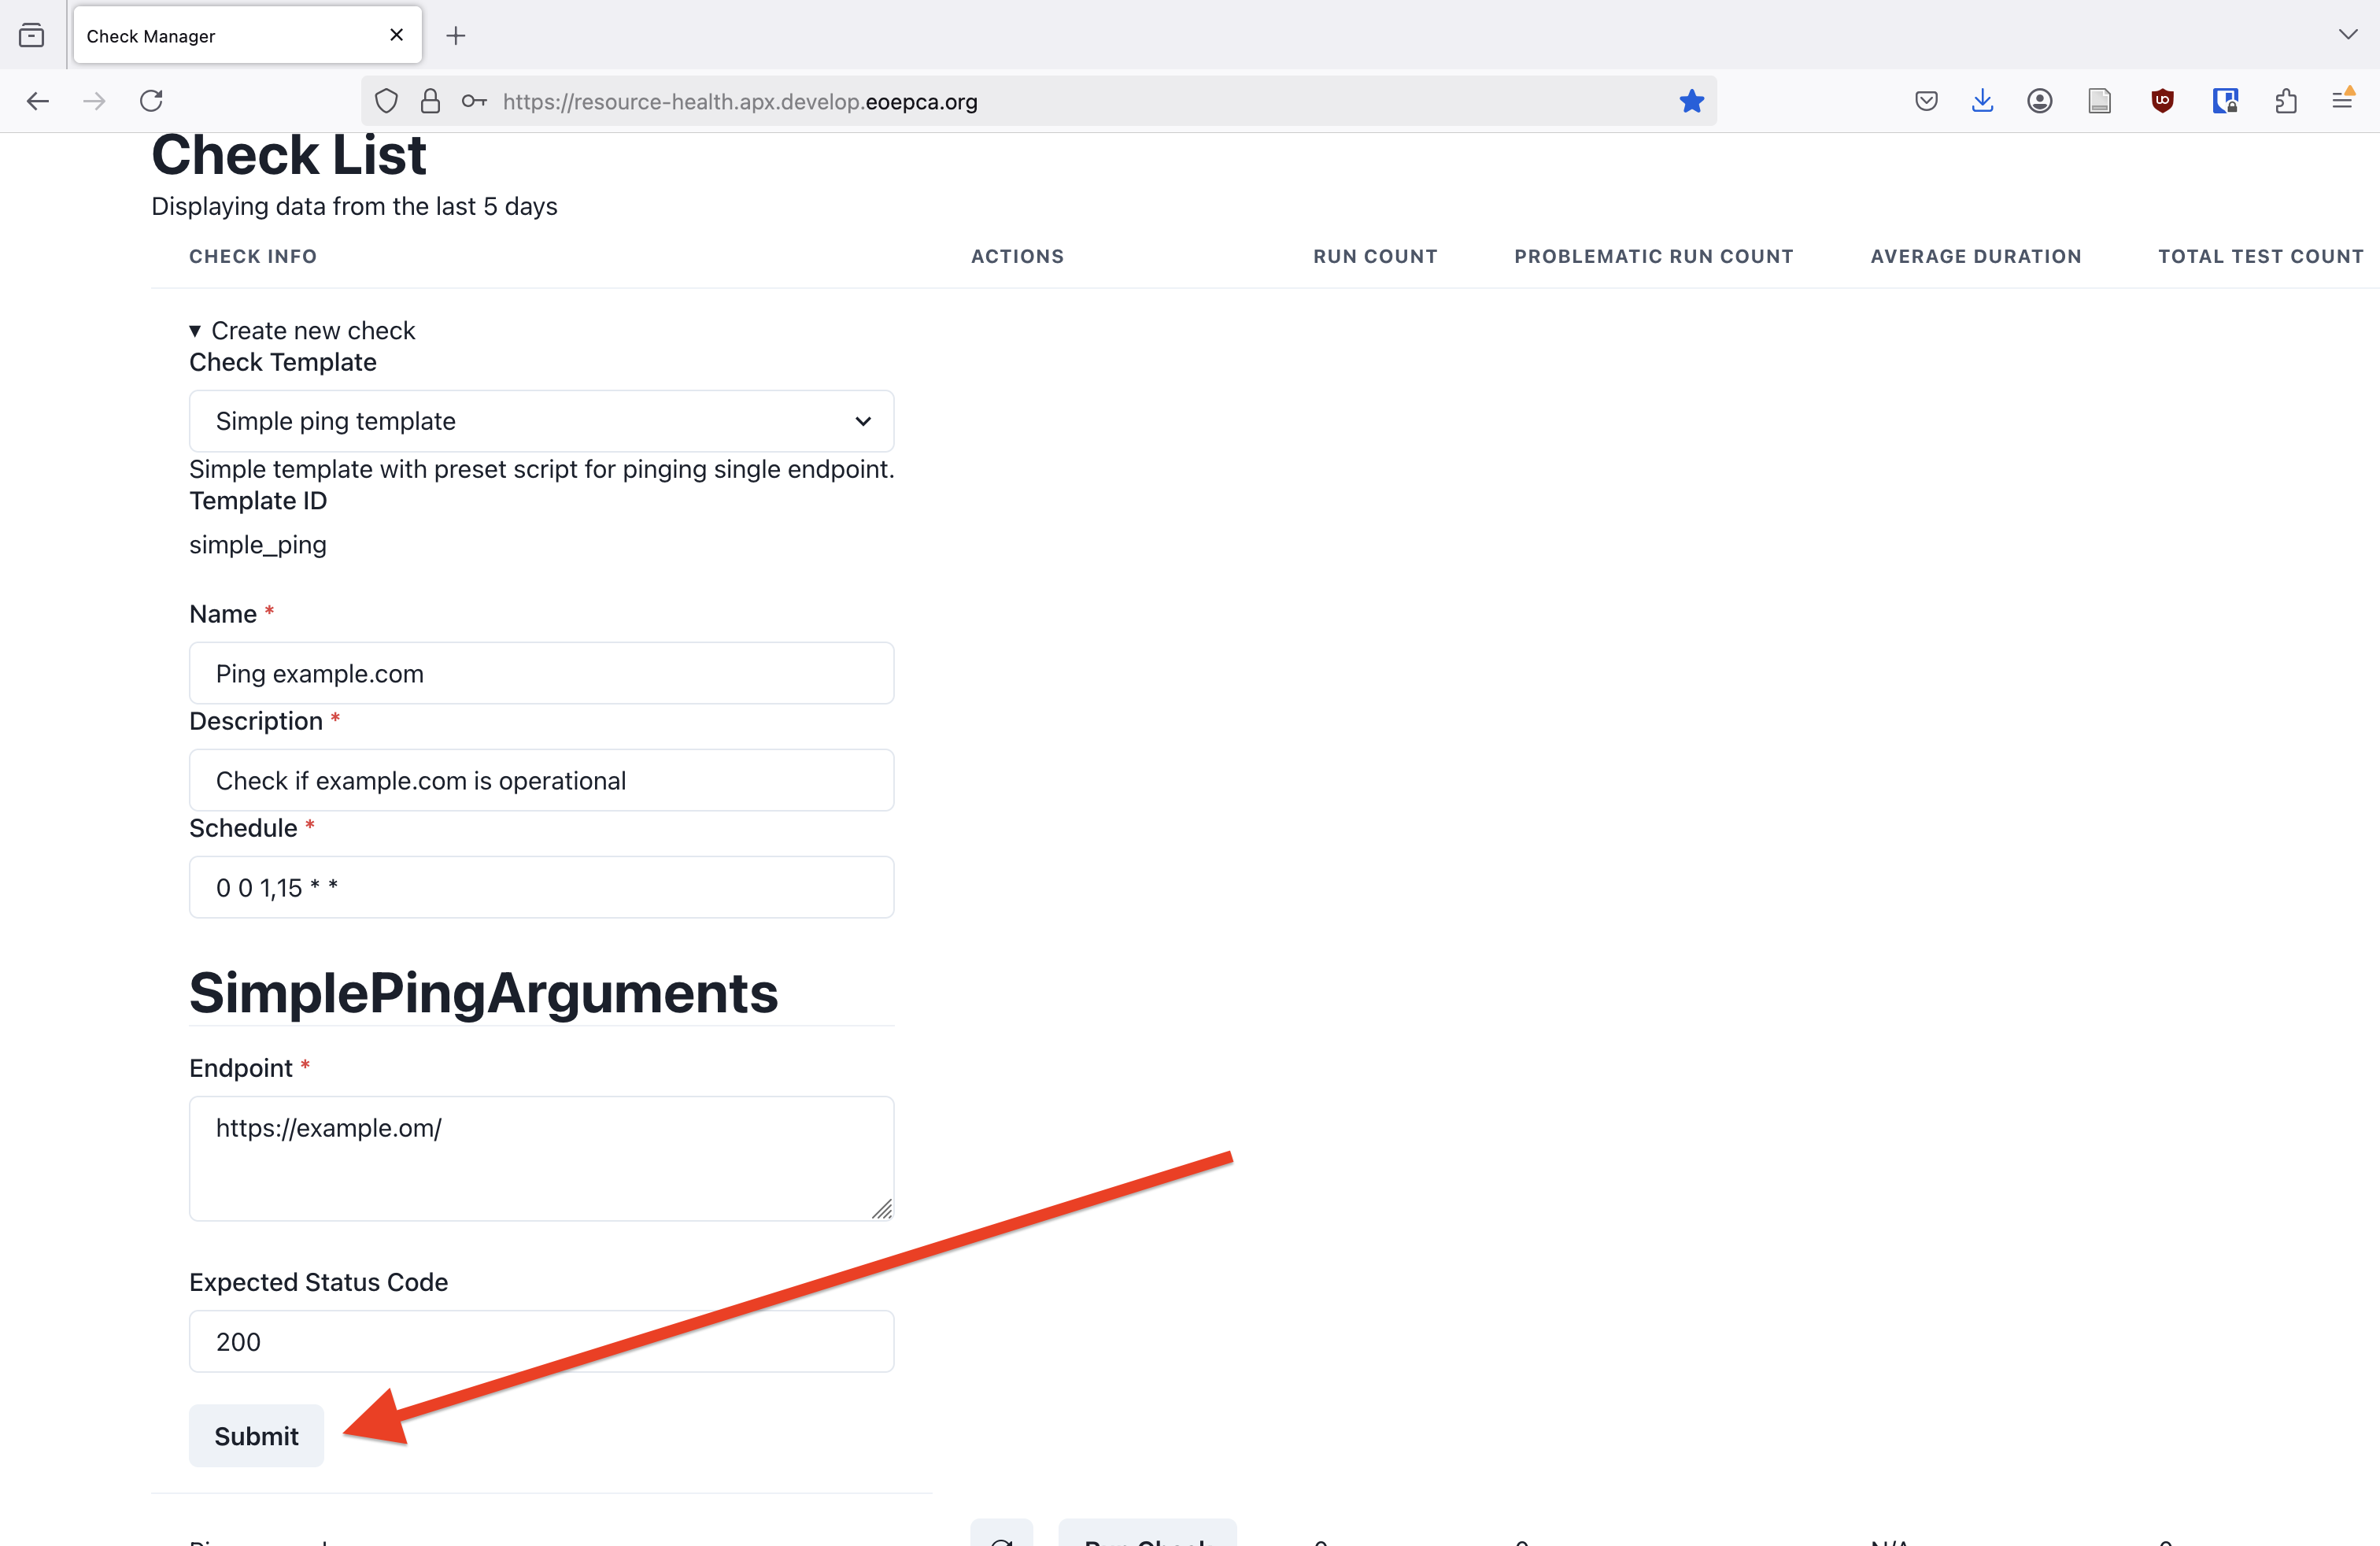 Check Manager
https://resource-health.apx.develop.eoepca.org
Check List
Displaying data from the last 5 days
CHECK INFO ACTIONS RUN COUNT PROBLEMATIC RUN COUNT AVERAGE DURATION TOTAL TEST COUNT
▾ Create new check
Check Template
Simple ping template
Simple template with preset script for pinging single endpoint.
Template ID
simple_ping
Name *
Ping example.com
Description *
Check if example.com is operational
Schedule *
0 0 1,15 * *
SimplePingArguments
Endpoint *
https://example.om/
Expected Status Code
200
Submit
Run Check N/A